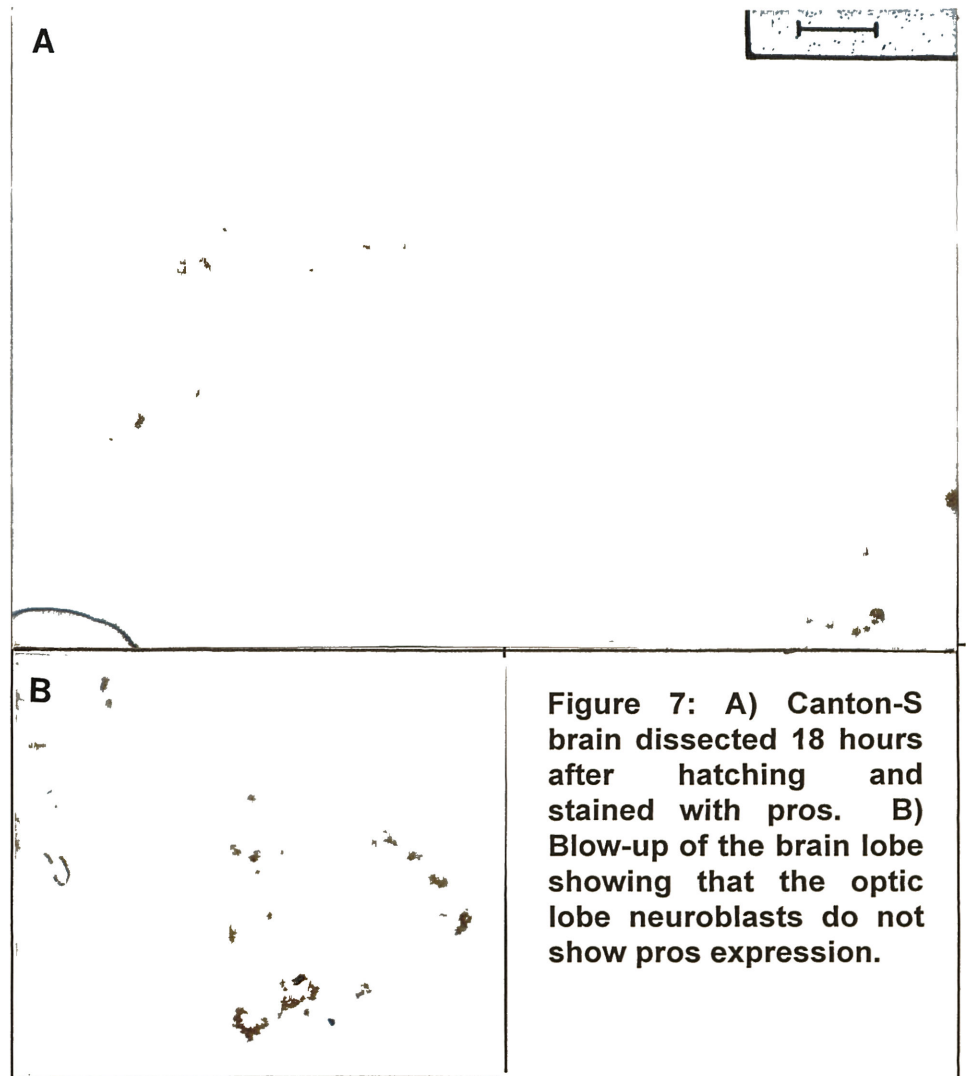 A
B
Figure 7: A) Canton-S
brain dissected 18 hours
after hatching and
stained with pros. B)
Blow-up of the brain lobe
showing that the optic
lobe neuroblasts do not
show pros expression.